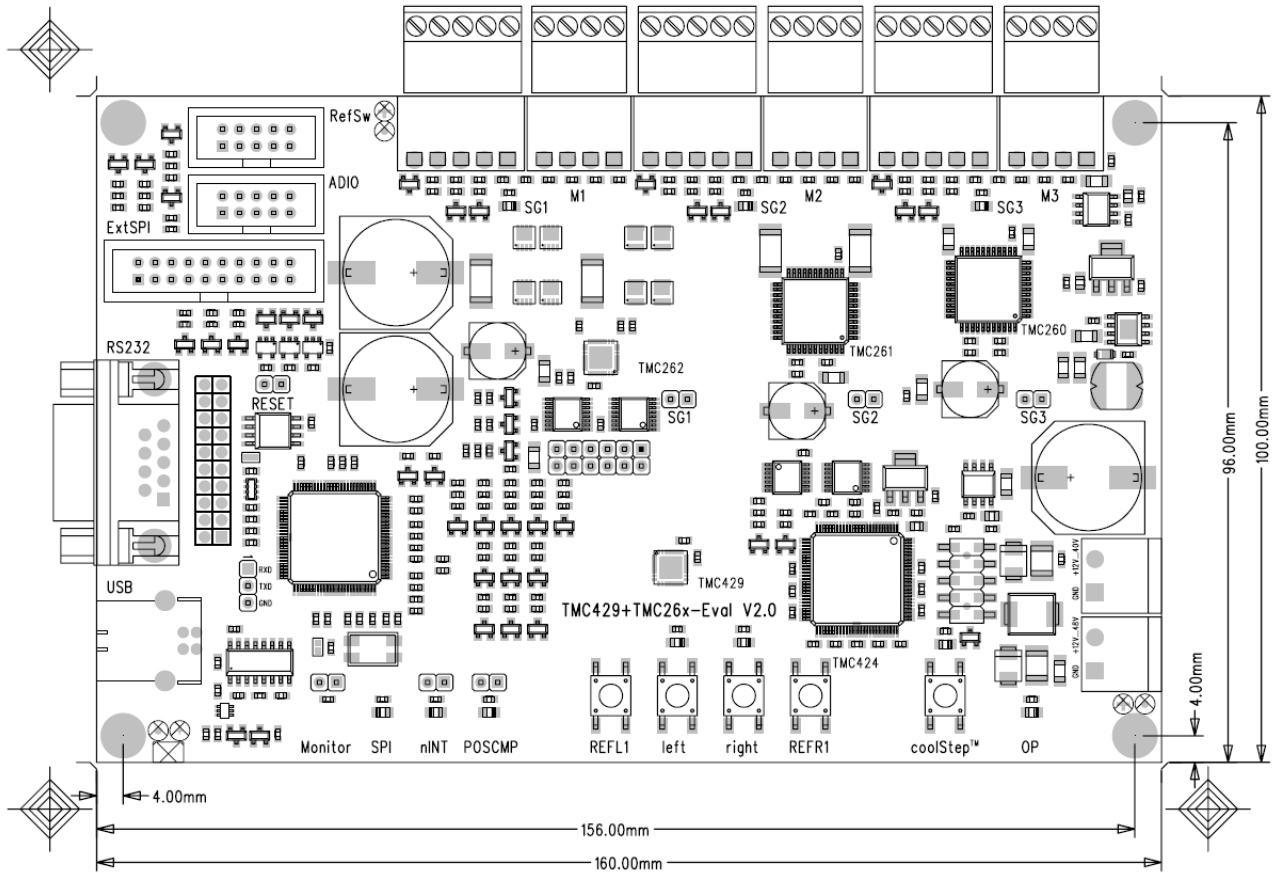 RefSw
ADIO
ExtSPI
M1
M2
M3
SG1
SG2
SG3
TMC260
TMC261
TMC262
RS232
RESET
SG1
SG2
SG3
96.00mm
100.00mm
1
RXD
TXD
GND
USB
TMC429
TMC429+TMC26x-Eval V2.0
TMC424
+12V...40V
GND
+12V...48V
GND
4.00mm
Monitor
SPI
nINT
POSCMP
REFL1
left
right
REFR1
coolStep™
OP
4.00mm
156.00mm
160.00mm